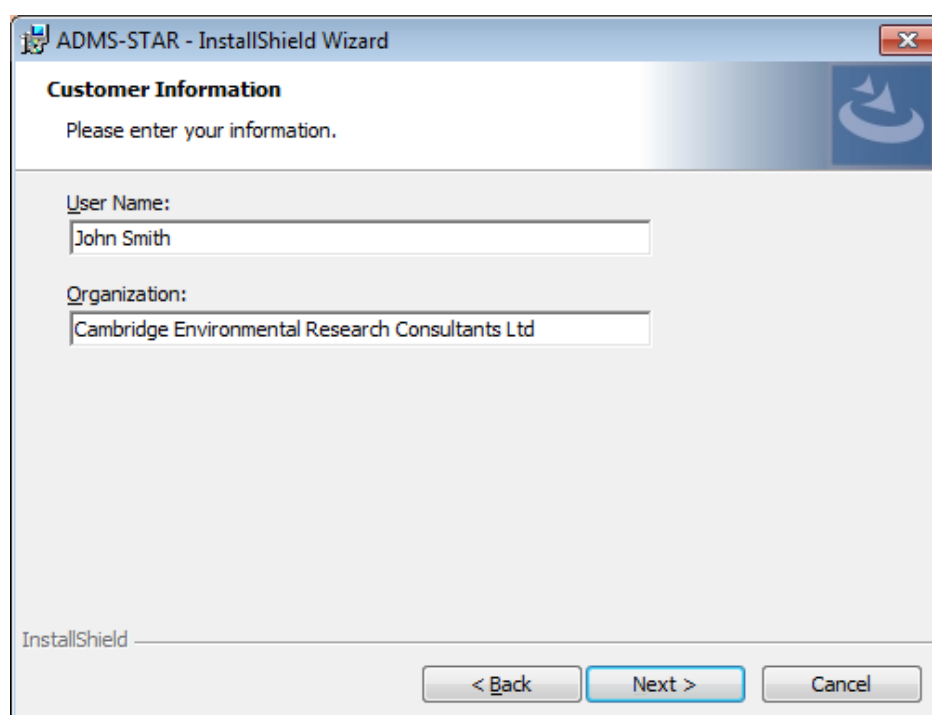 ADMS-STAR - InstallShield Wizard
Customer Information
Please enter your information.
User Name:
John Smith
Organization:
Cambridge Environmental Research Consultants Ltd
InstallShield
< Back
Next >
Cancel